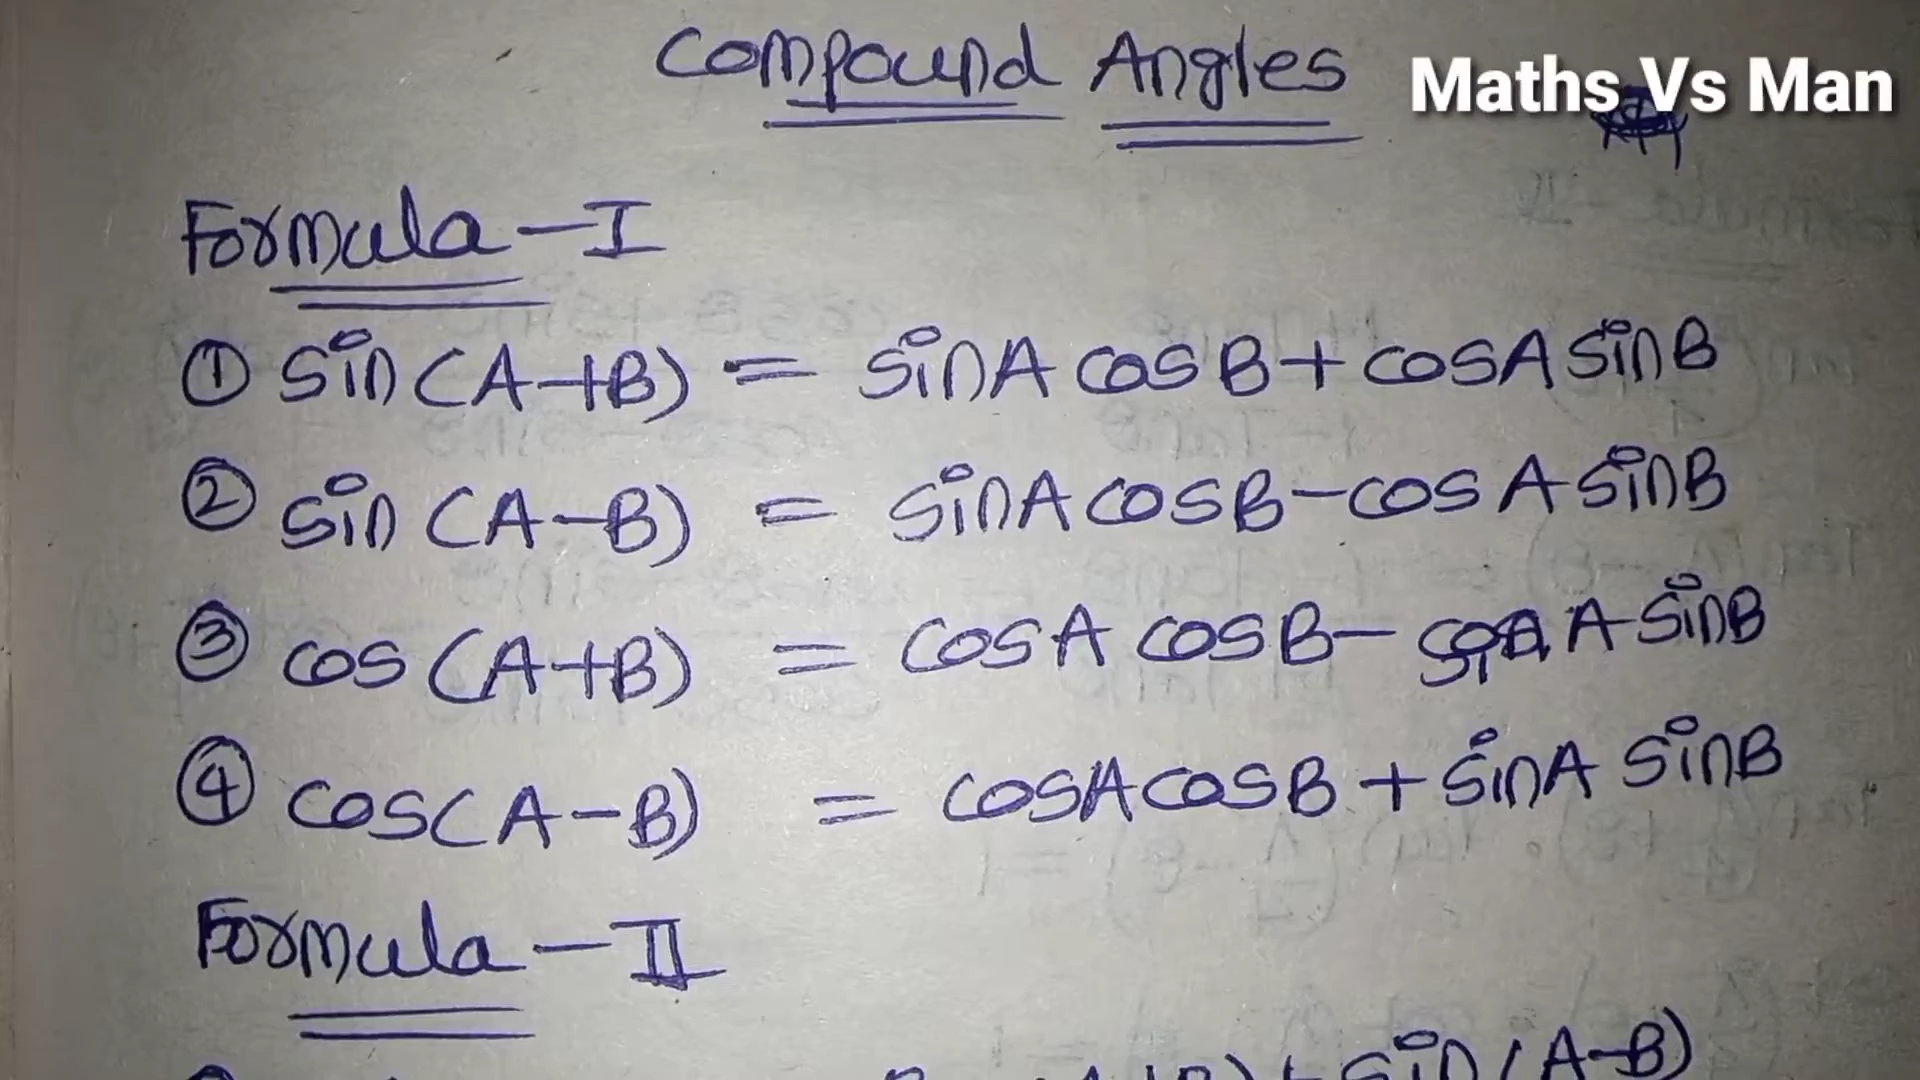 Compound Angles
Maths Vs Man
Formula - I
① sin(A+B) = sinA cosB + cosA sinB
② sin(A-B) = sinA cosB - cosA sinB
③ cos(A+B) = cosA cosB - sinA sinB
④ cos(A-B) = cosA cosB + sinA sinB
Formula - II
+ sin(A-B)